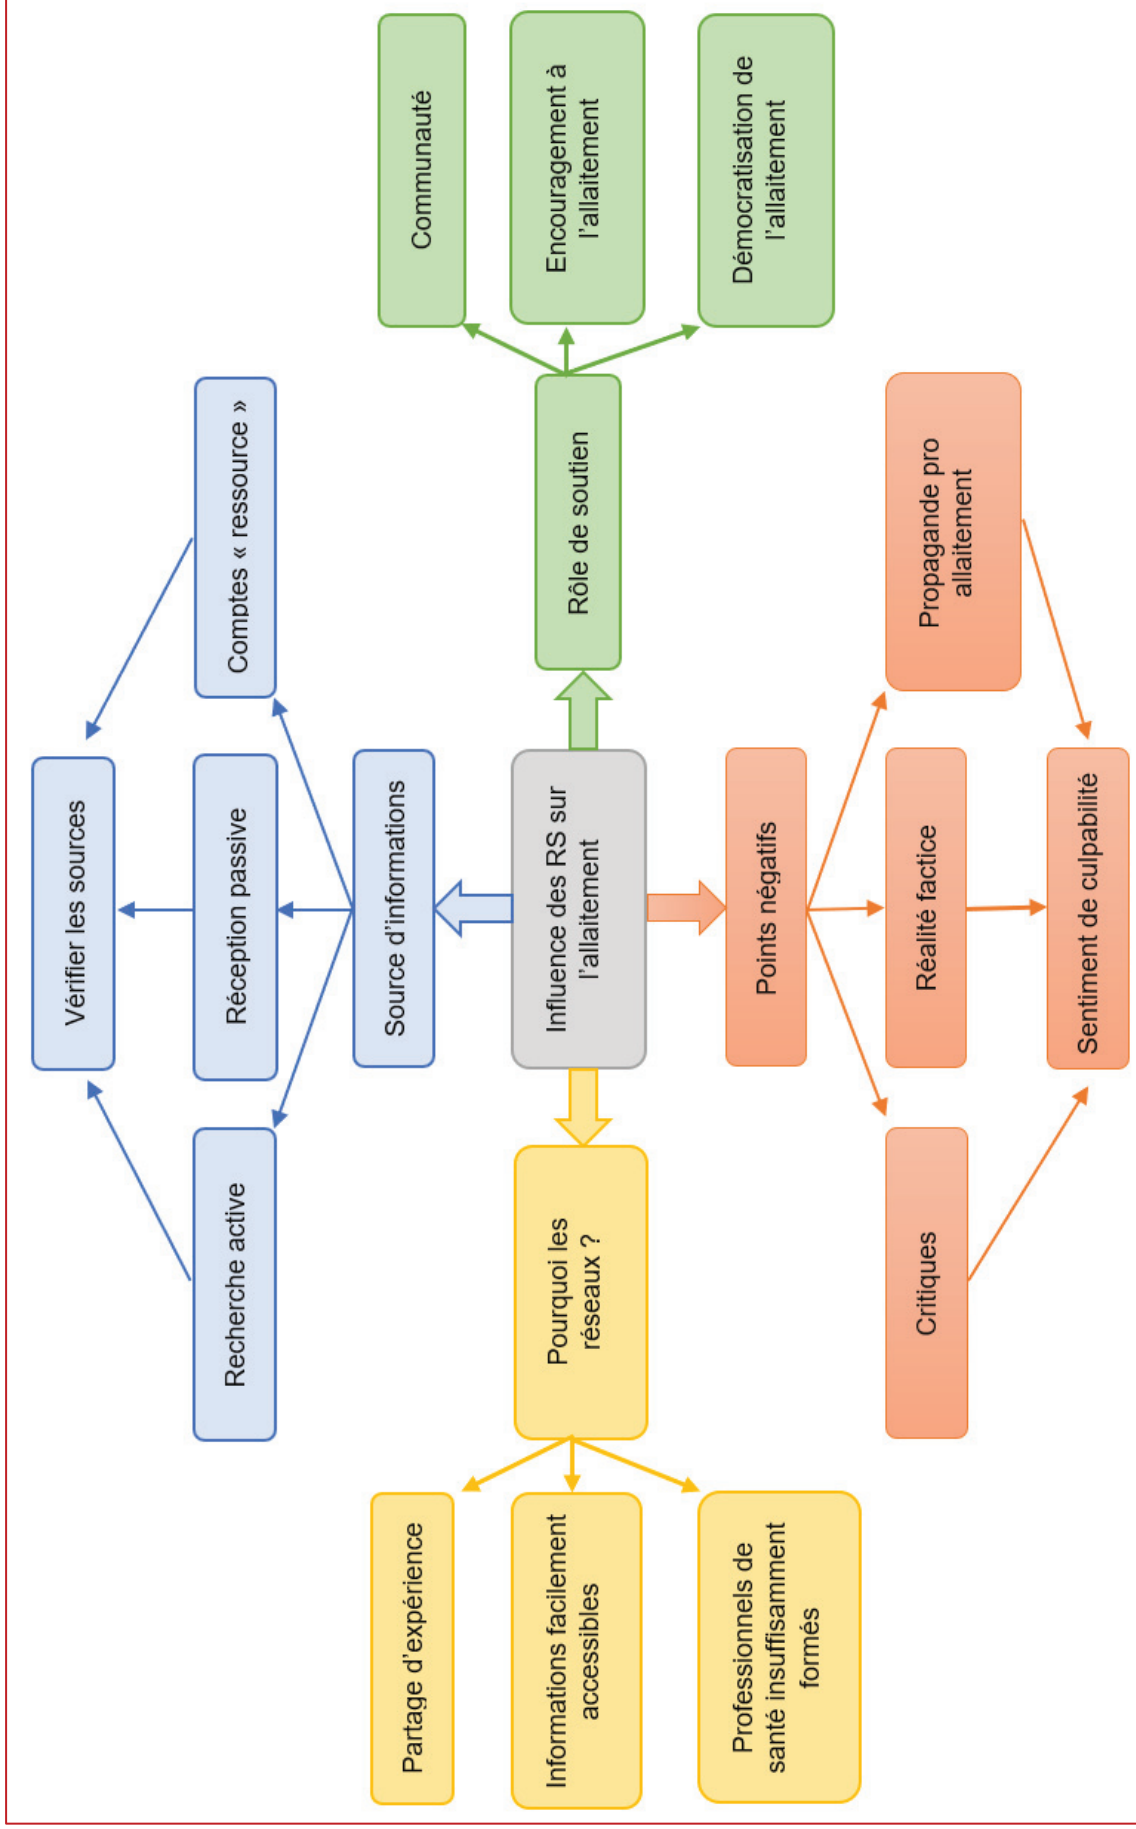 Vérifier les sources
Recherche active
Réception passive
Comptes « ressource »
Source d'informations
Partage d'expérience
Informations facilement
accessibles
Professionnels de
santé insuffisamment
formés
Pourquoi les
réseaux ?
Influence des RS sur
l'allaitement
Rôle de soutien
Communauté
Encouragement à
l'allaitement
Démocratisation de
l'allaitement
Points négatifs
Critiques
Réalité factice
Propagande pro
allaitement
Sentiment de culpabilité